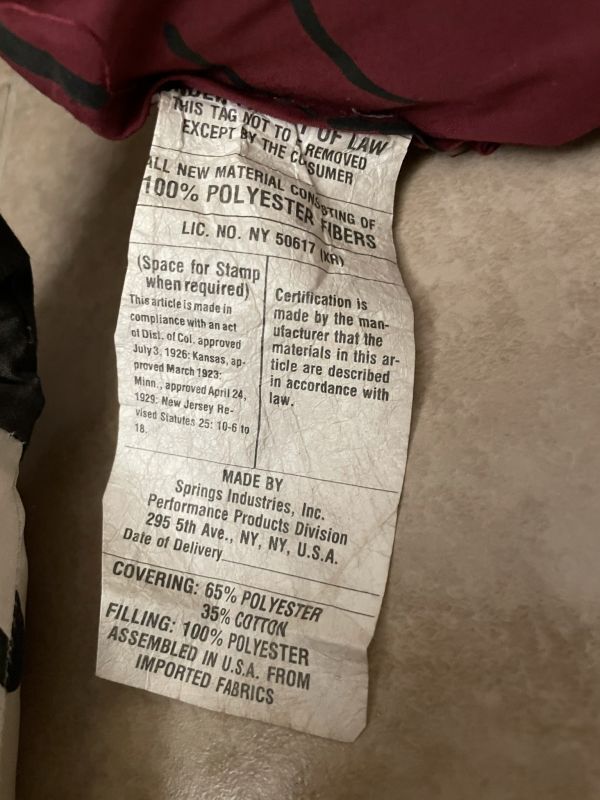 UNDER
OF LAW
THIS TAG NOT TO REMOVED
EXCEPT BY THE CO SUMER
ALL NEW MATERIAL CONSISTING OF
100% POLYESTER FIBERS
LIC. NO. NY 50617 (KR)
(Space for Stamp
when required)
This article is made in
compliance with an act
of Dist. of Col. approved
July 3, 1926; Kansas, ap-
proved March 1923;
Minn., approved April 24,
1929; New Jersey Re-
vised Statutes 25: 10-6 to
18.
Certification is
made by the man-
ufacturer that the
materials in this ar-
ticle are described
in accordance with
law.
MADE BY
Springs Industries, Inc.
Performance Products Division
295 5th Ave., NY, NY, U.S.A.
Date of Delivery
COVERING: 65% POLYESTER
35% COTTON
FILLING: 100% POLYESTER
ASSEMBLED IN U.S.A. FROM
IMPORTED FABRICS